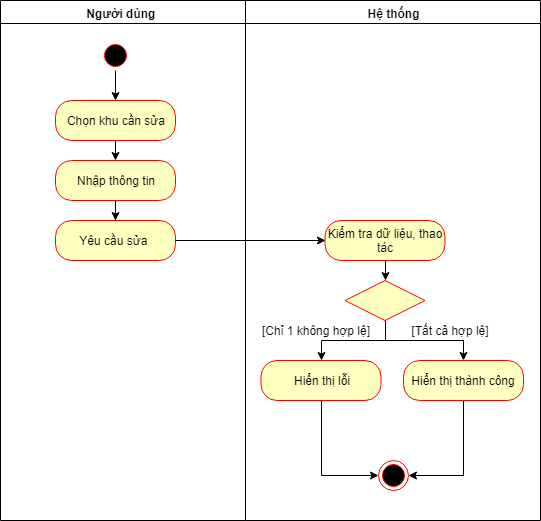 Người dùng
Hệ thống
Chọn khu cần sửa
Nhập thông tin
Yêu cầu sửa
Kiểm tra dữ liệu, thao
tác
[Chỉ 1 không hợp lệ]
[Tất cả hợp lệ]
Hiển thị lỗi
Hiển thị thành công